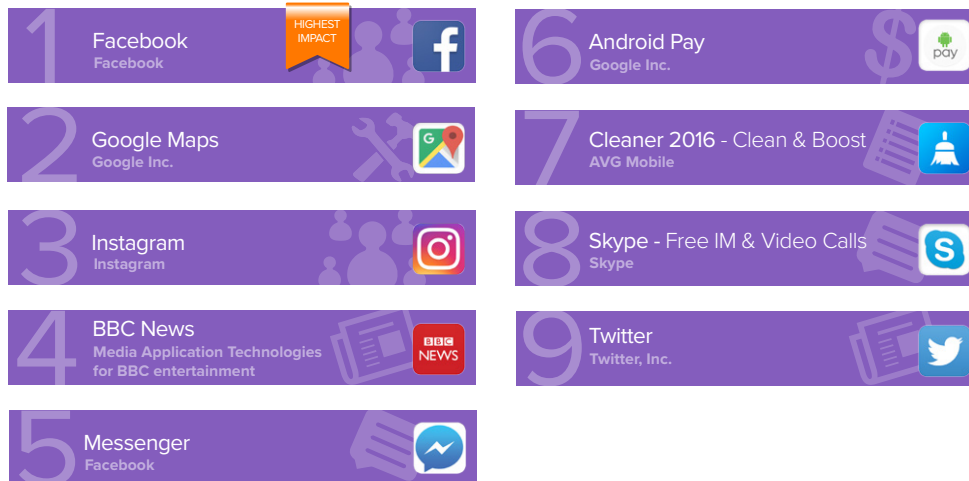 1
Facebook
Facebook
HIGHEST
IMPACT
f
2
Google Maps
Google Inc.
G
3
Instagram
Instagram
4
BBC News
Media Application Technologies
for BBC entertainment
BBC
NEWS
5
Messenger
Facebook
6
Android Pay
Google Inc.
$
pay
7
Cleaner 2016 - Clean & Boost
AVG Mobile
8
Skype - Free IM & Video Calls
Skype
S
9
Twitter
Twitter, Inc.